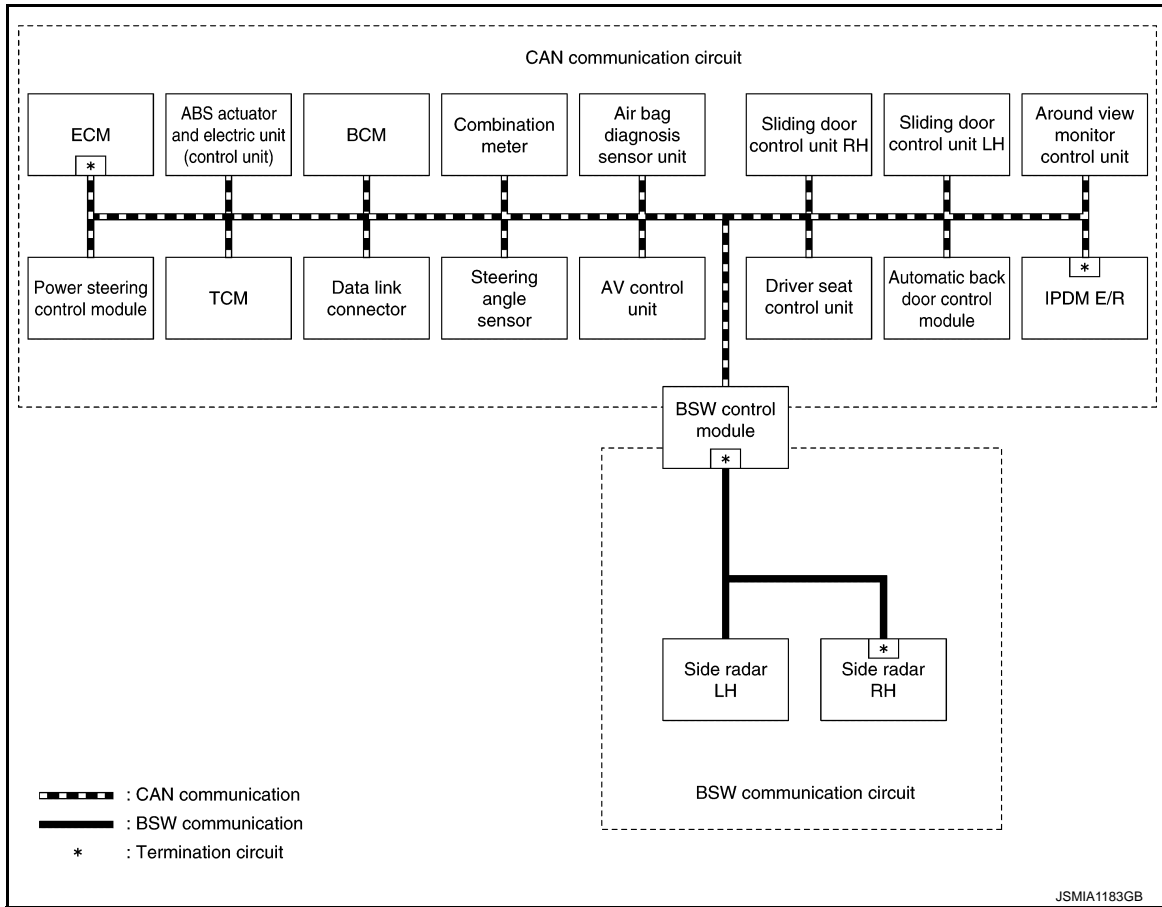 CAN communication circuit
ECM
*
ABS actuator
and electric unit
(control unit)
BCM
Combination
meter
Air bag
diagnosis
sensor unit
Sliding door
control unit RH
Sliding door
control unit LH
Around view
monitor
control unit
Power steering
control module
TCM
Data link
connector
Steering
angle
sensor
AV control
unit
Driver seat
control unit
Automatic back
door control
module
*
IPDM E/R
BSW control
module
*
Side radar
LH
*
Side radar
RH
BSW communication circuit
: CAN communication
: BSW communication
* : Termination circuit
JSMIA1183GB